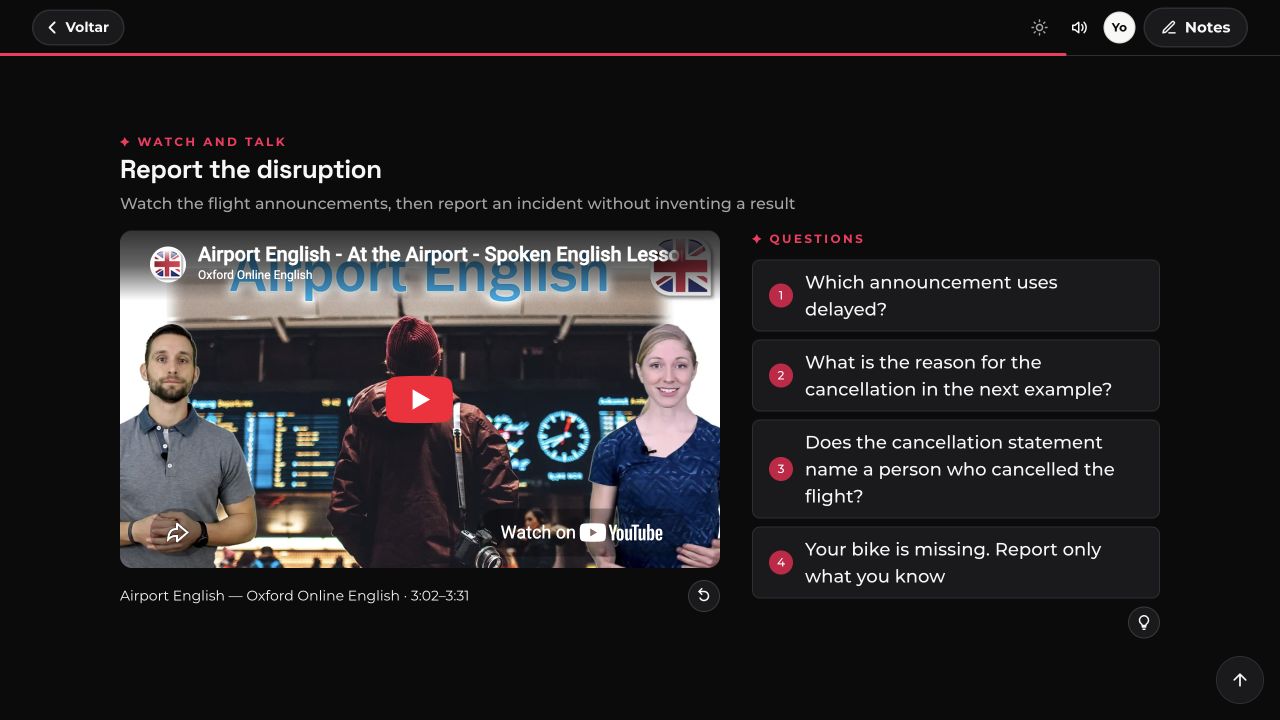 Voltar
Yo
Notes
WATCH AND TALK
Report the disruption
Watch the flight announcements, then report an incident without inventing a result
Airport English - At the Airport - Spoken English Lesso
Oxford Online English
Airport English
Watch on YouTube
Airport English — Oxford Online English · 3:02–3:31
QUESTIONS
1
Which announcement uses
delayed?
2
What is the reason for the
cancellation in the next example?
3
Does the cancellation statement
name a person who cancelled the
flight?
4
Your bike is missing. Report only
what you know